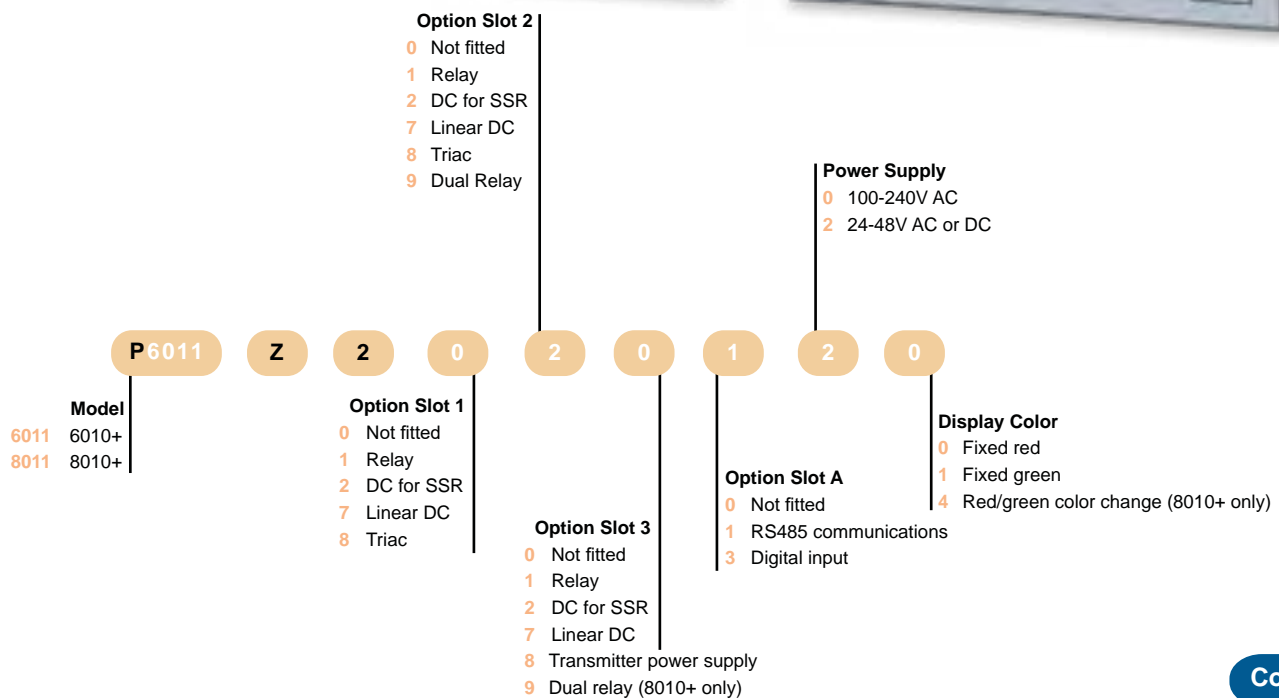 Option Slot 2
0 Not fitted
1 Relay
2 DC for SSR
7 Linear DC
8 Triac
9 Dual Relay
Power Supply
0 100-240V AC
2 24-48V AC or DC
P6011 Z 2 0 2 0 1 2 0
Model
6011 6010+
8011 8010+
Option Slot 1
0 Not fitted
1 Relay
2 DC for SSR
7 Linear DC
8 Triac
Option Slot 3
0 Not fitted
1 Relay
2 DC for SSR
7 Linear DC
8 Transmitter power supply
9 Dual relay (8010+ only)
Option Slot A
0 Not fitted
1 RS485 communications
3 Digital input
Display Color
0 Fixed red
1 Fixed green
4 Red/green color change (8010+ only)